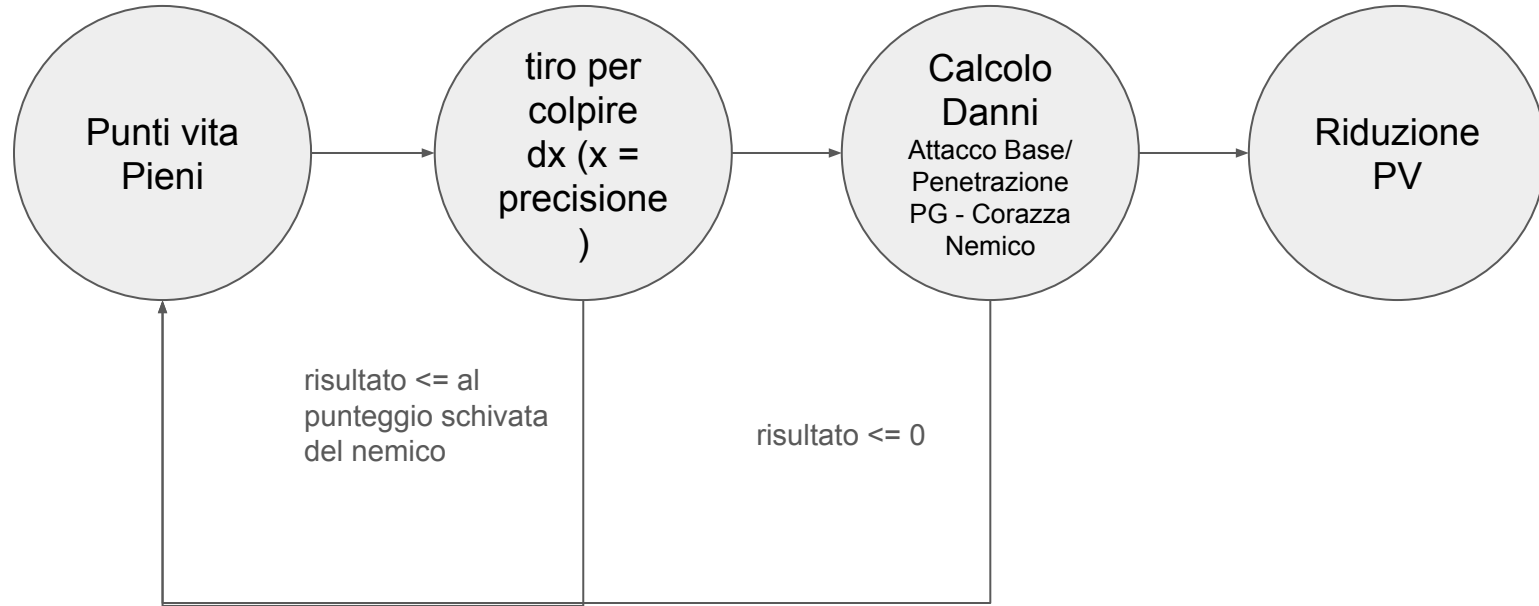 Punti vita
Pieni
tiro per
colpire
dx (x =
precisione
)
Calcolo
Danni
Attacco Base/
Penetrazione
PG - Corazza
Nemico
Riduzione
PV
risultato <= al
punteggio schivata
del nemico
risultato <= 0